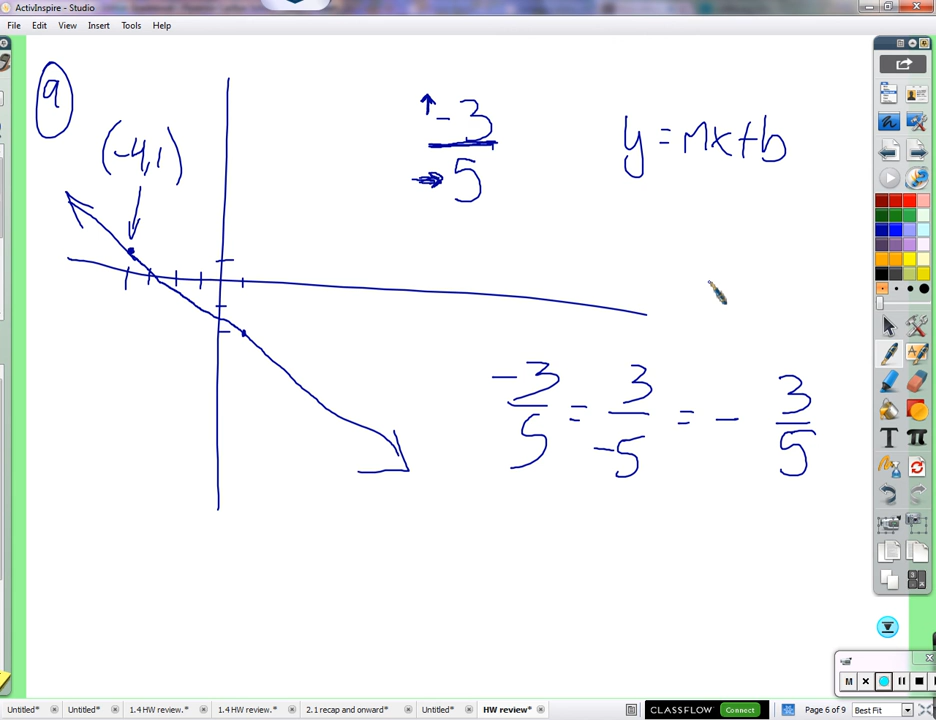 ActivInspire - Studio
File Edit View Insert Tools Help
9
(-4,1)
-3
5
y = mx+b
-3/5 = 3/-5 = - 3/5
Untitled* Untitled* 1.4 HW review.* 1.4 HW review.* 2.1 recap and onward* Untitled* HW review* CLASSFLOW Connect Page 6 of 9 Best Fit